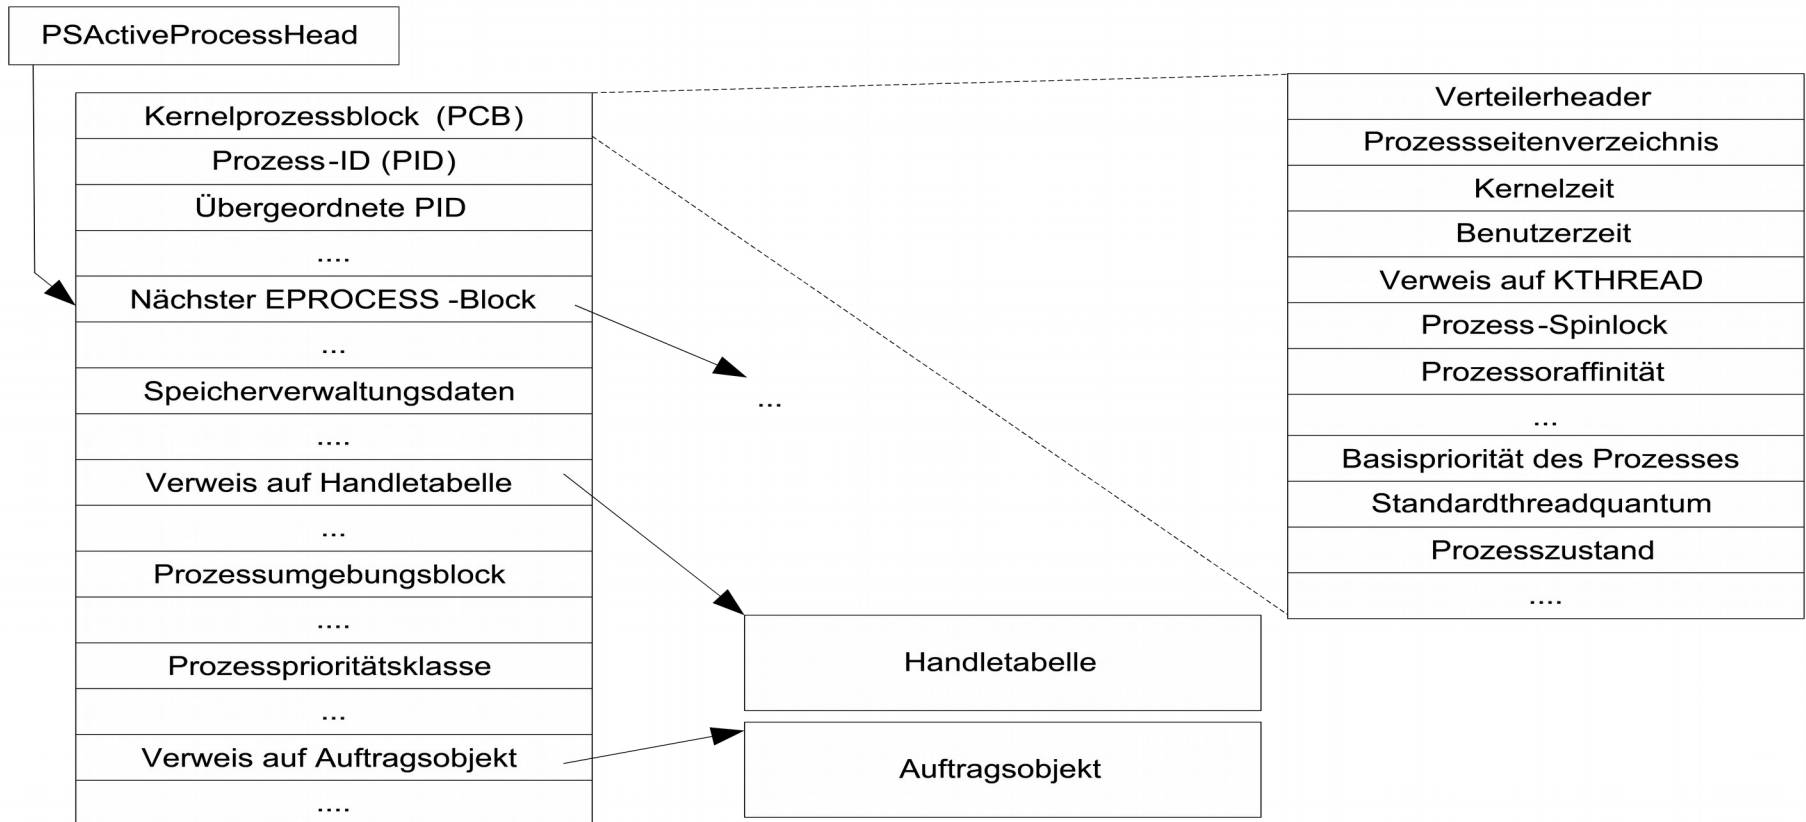 PSActiveProcessHead
Kernelprozessblock (PCB)
Prozess-ID (PID)
Übergeordnete PID
....
Nächster EPROCESS -Block
...
Speicherverwaltungsdaten
....
Verweis auf Handletabelle
...
Prozessumgebungsblock
....
Prozessprioritätsklasse
...
Verweis auf Auftragsobjekt
....
...
Handletabelle
Auftragsobjekt
Verteilerheader
Prozessseitenverzeichnis
Kernelzeit
Benutzerzeit
Verweis auf KTHREAD
Prozess-Spinlock
Prozessoraffinität
...
Basispriorität des Prozesses
Standardthreadquantum
Prozesszustand
....